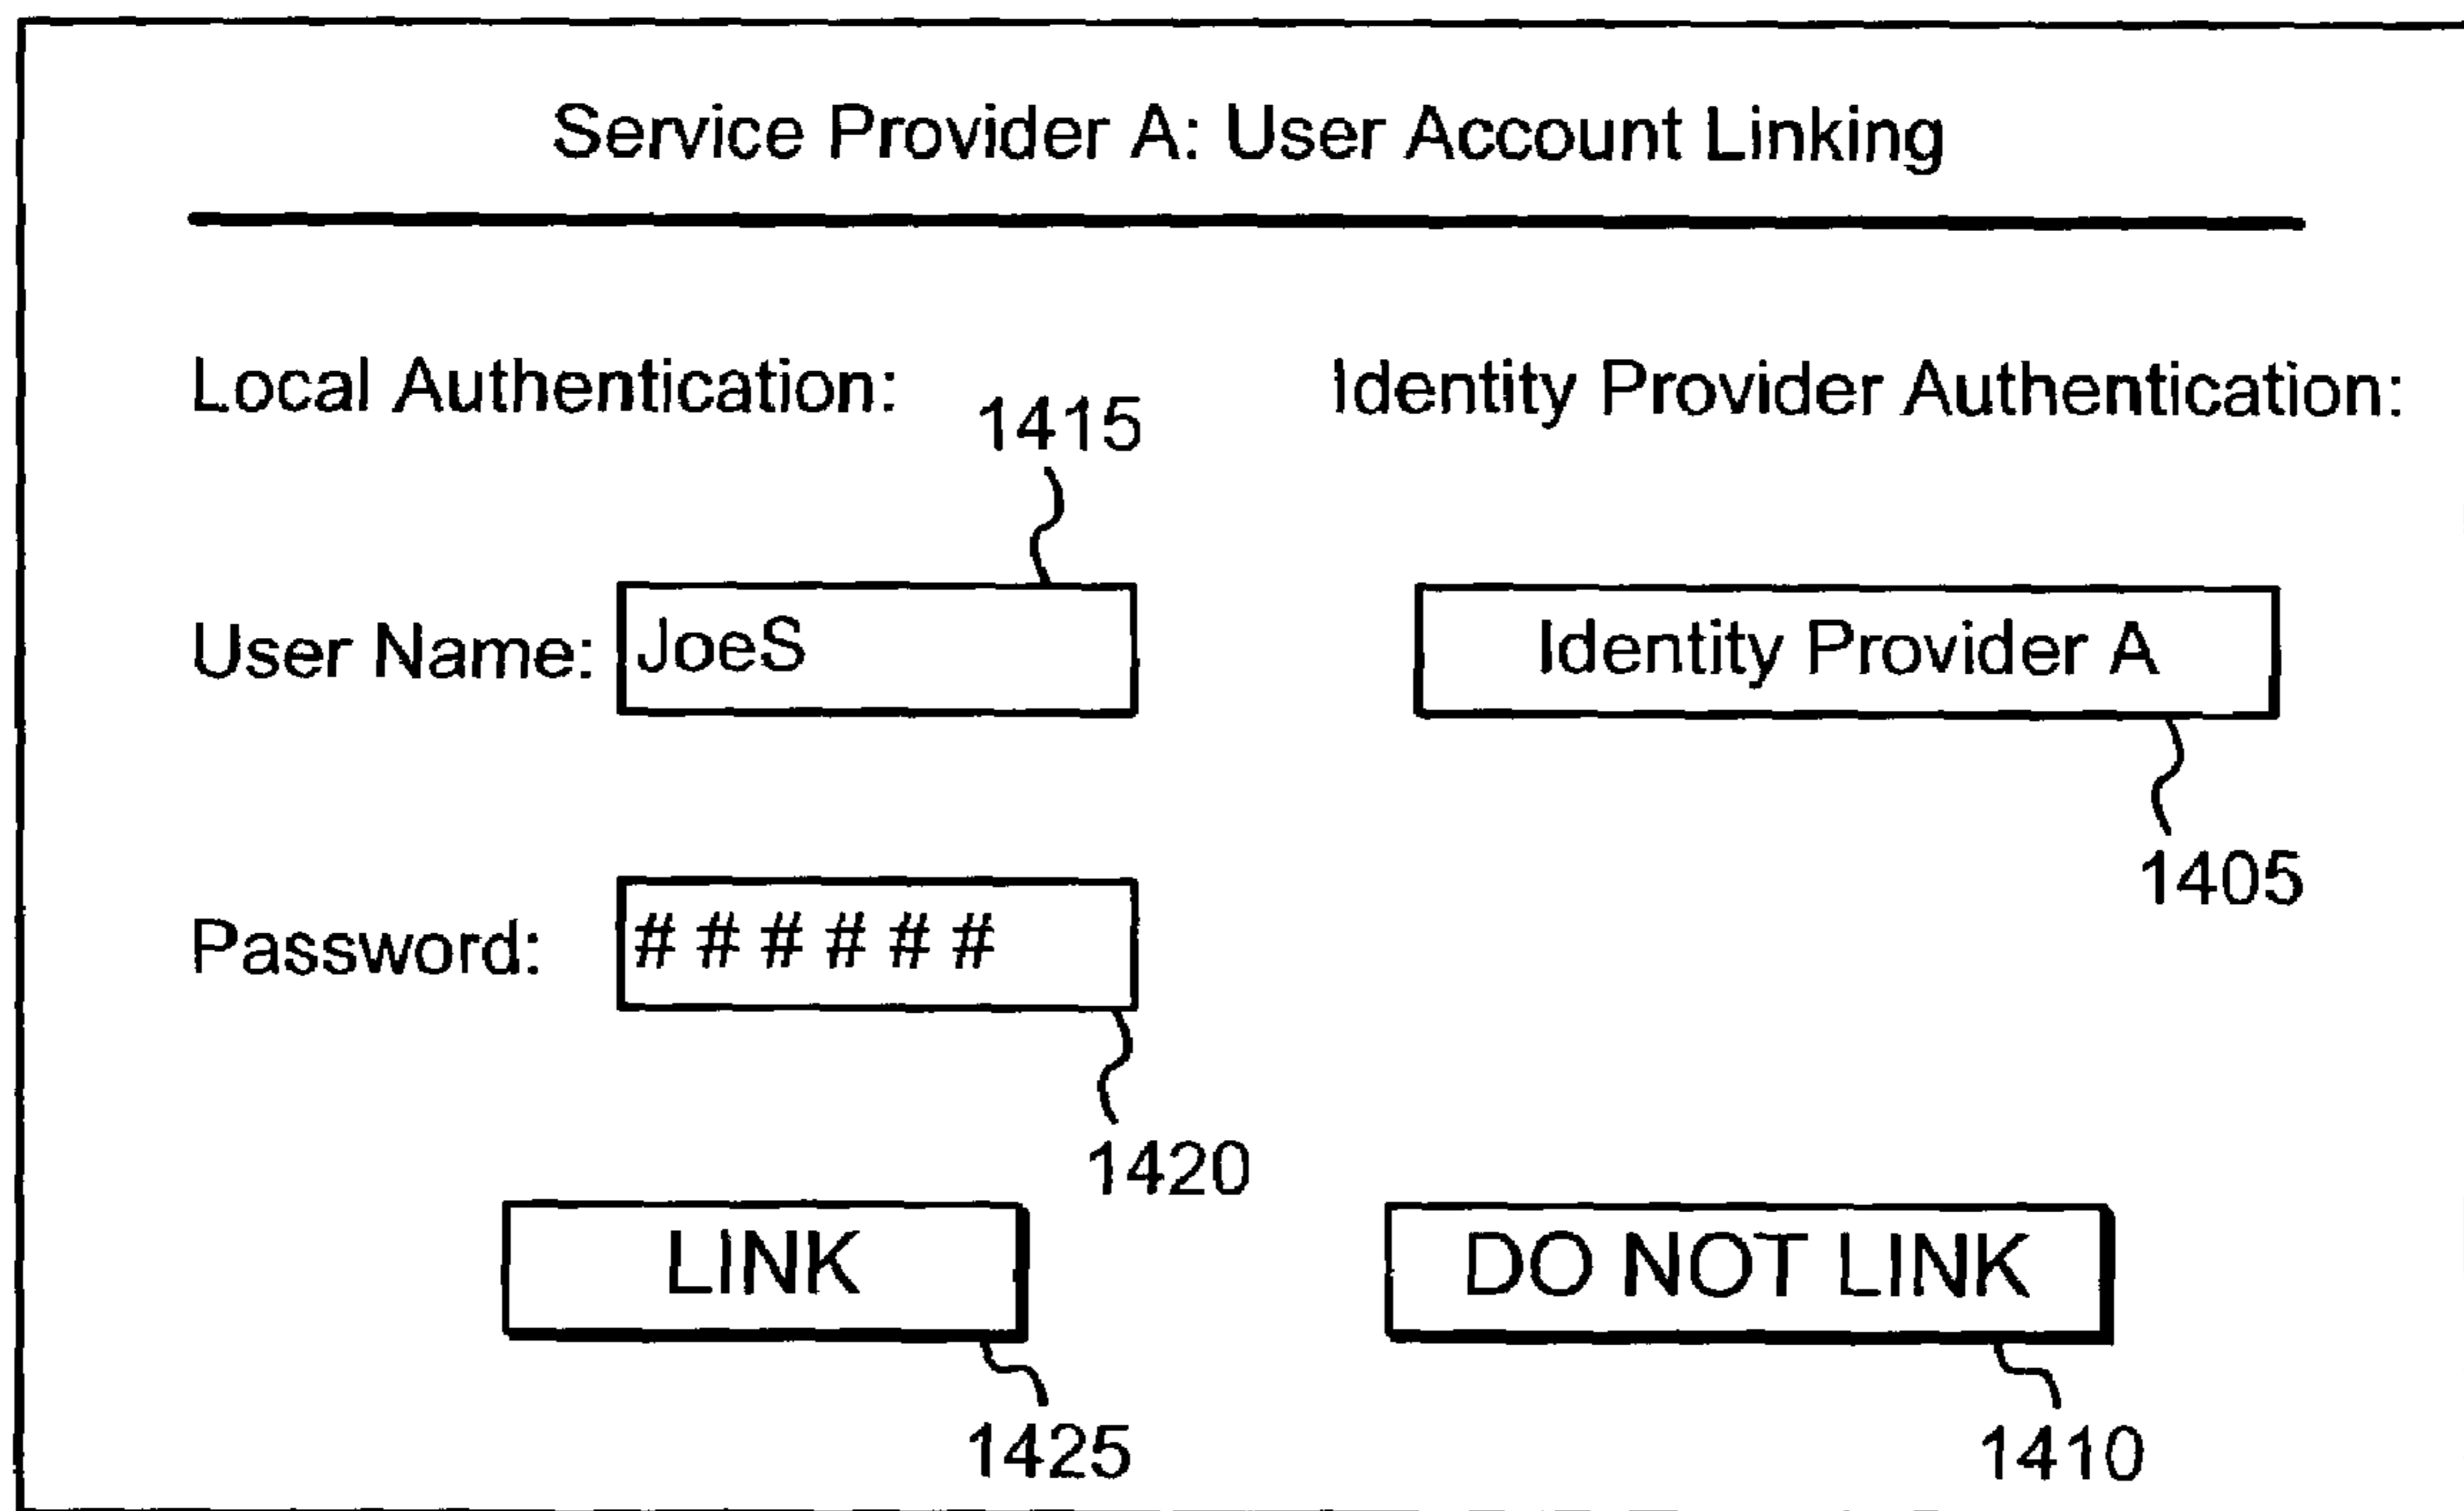 Service Provider A: User Account Linking
Local Authentication: Identity Provider Authentication:
1415
User Name: JoeS Identity Provider A
1405
Password: # # # # # #
1420
LINK DO NOT LINK
1425 1410